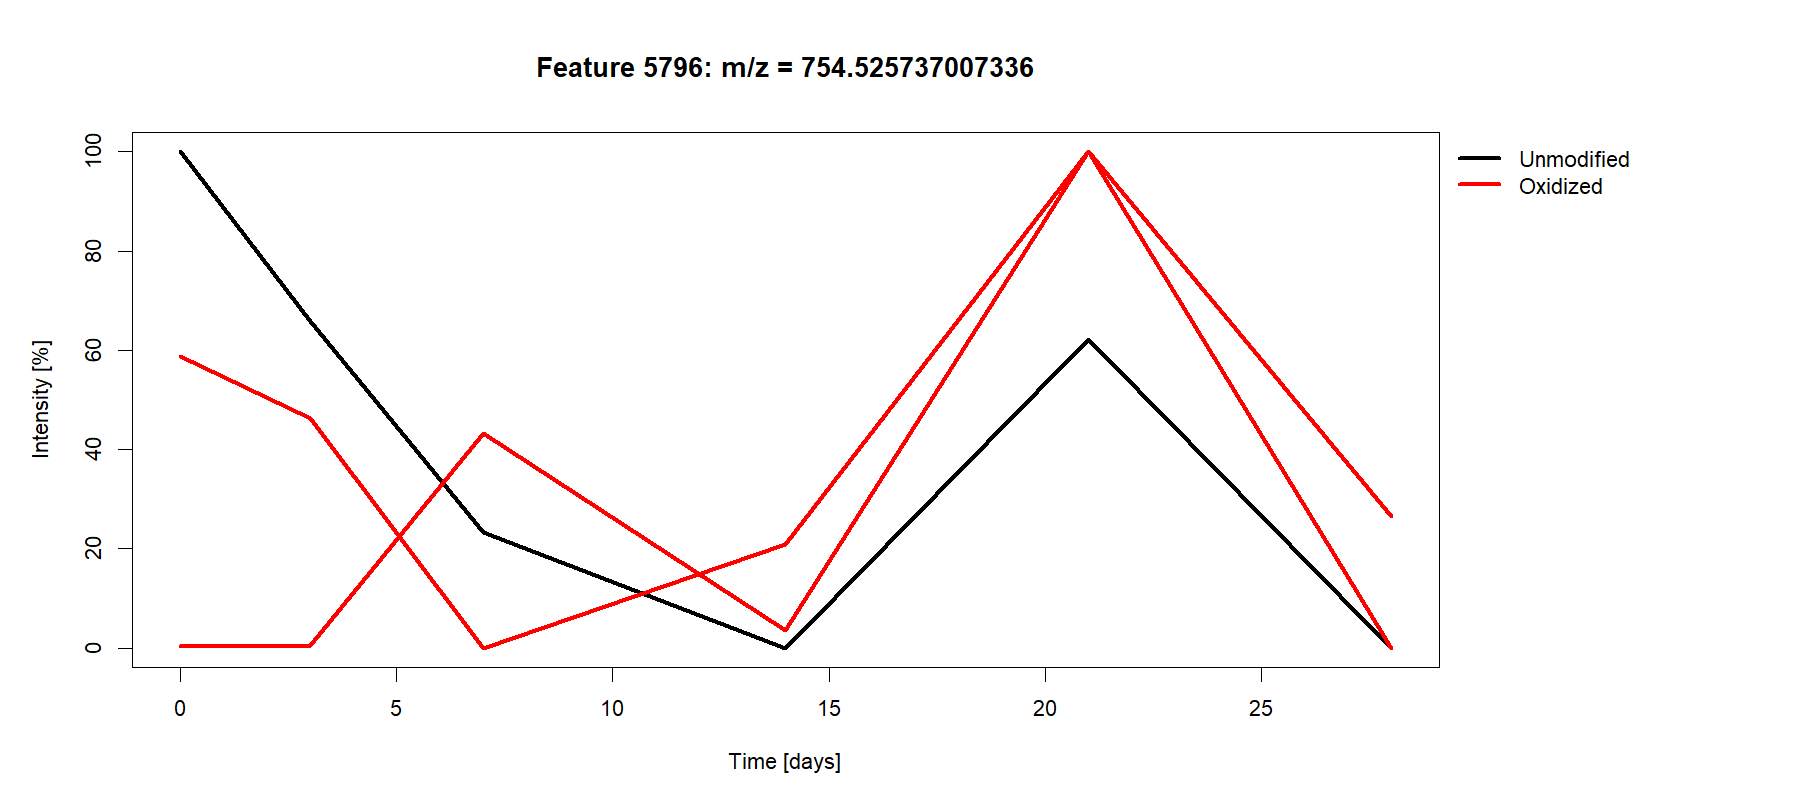 Feature 5796: m/z = 754.525737007336
Unmodified
Oxidized
Intensity [%]
100
80
60
40
20
0
0 5 10 15 20 25
Time [days]